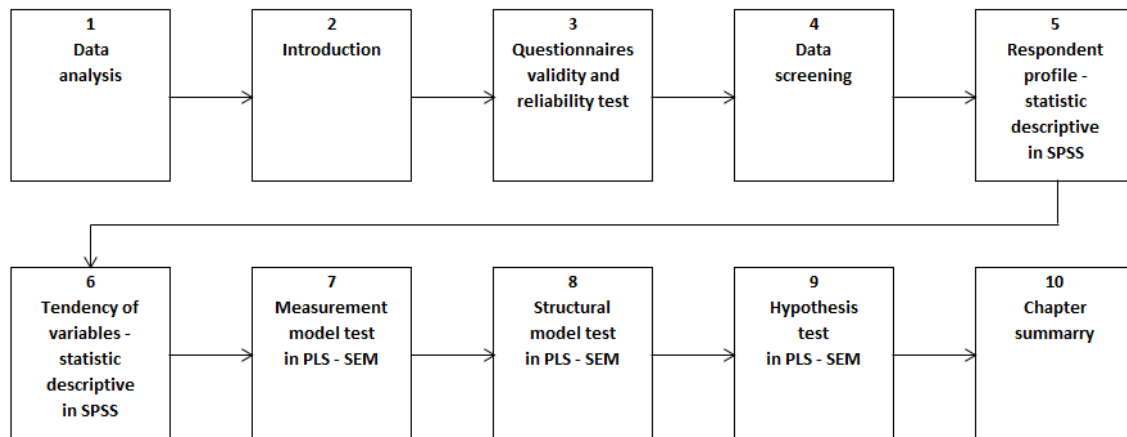 1
Data
analysis
2
Introduction
3
Questionnaires
validity and
reliability test
4
Data
screening
5
Respondent
profile -
statistic
descriptive
in SPSS
6
Tendency of
variables -
statistic
descriptive
in SPSS
7
Measurement
model test
in PLS - SEM
8
Structural
model test
in PLS - SEM
9
Hypothesis
test
in PLS - SEM
10
Chapter
summarry